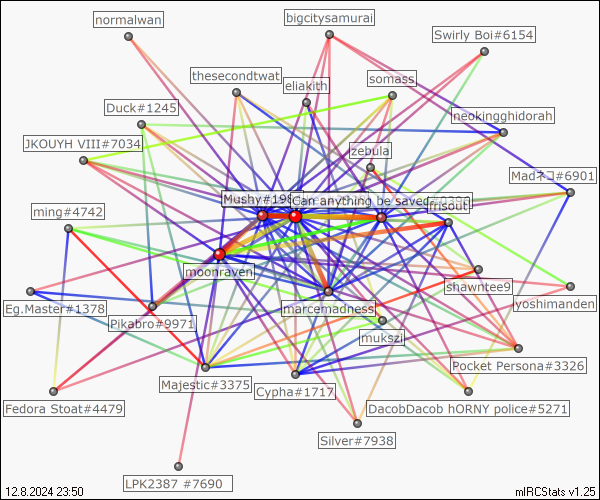 normalwan
bigcitysamurai
Swirly Boi#6154
thesecondtwat
eliakith
somass
Duck#1245
neokingghidorah
JKOUYH VIII#7034
zebula
Mushy#198
Can anything be saved
Madネコ#6901
ming#4742
frisout
moonraven
shawntee9
marcemadness
yoshimanden
Eg.Master#1378
Pikabro#9971
mukszi
Majestic#3375
Cypha#1717
Pocket Persona#3326
Fedora Stoat#4479
DacobDacob hORNY police#5271
Silver#7938
LPK2387 #7690
12.8.2024 23:50
mIRCStats v1.25